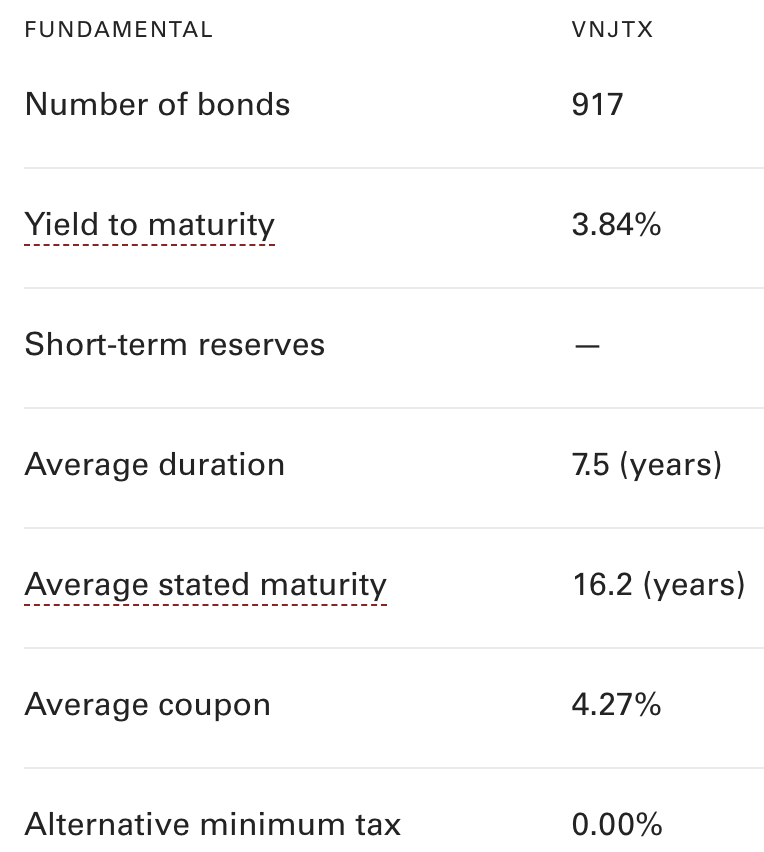 FUNDAMENTAL VNJTX
Number of bonds 917
Yield to maturity 3.84%
Short-term reserves —
Average duration 7.5 (years)
Average stated maturity 16.2 (years)
Average coupon 4.27%
Alternative minimum tax 0.00%